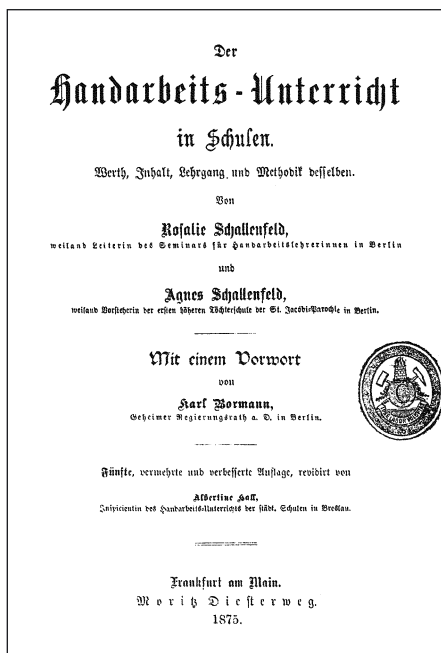 Der
Handarbeits-Unterricht
in Schulen.
Werth, Inhalt, Lehrgang und Methodik desselben.
Von
Rosalie Schallenfeld,
weiland Leiterin des Seminars für Handarbeitslehrerinnen in Berlin
und
Agnes Schallenfeld,
weiland Vorsteherin der ersten höheren Töchterschule der St. Jacobi-Parochie in Berlin.
Mit einem Vorwort
von
Karl Bormann,
Geheimer Regierungsrath a. D. in Berlin.
Fünfte, vermehrte und verbesserte Auflage, revidirt von
Albertine Hall,
Inspicientin des Handarbeits-Unterrichts der städt. Schulen in Breslau.
Frankfurt am Main.
Moritz Diesterweg.
1875.